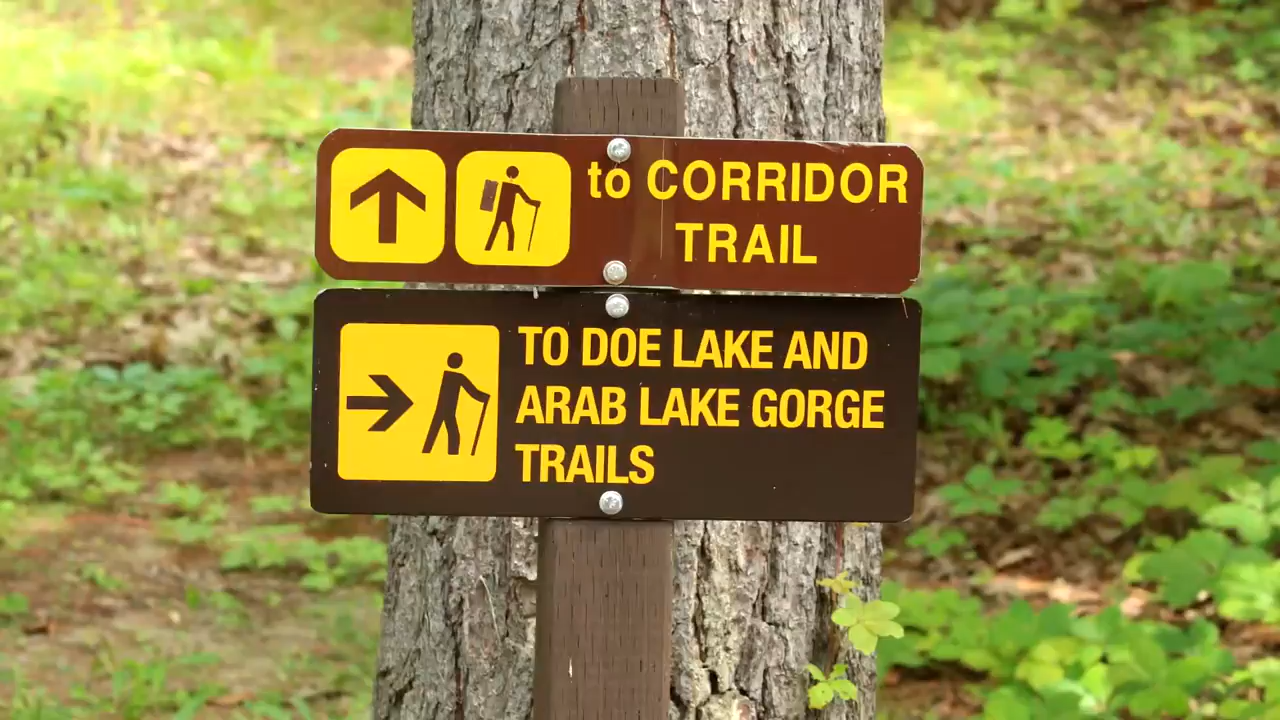 to CORRIDOR
TRAIL
TO DOE LAKE AND
ARAB LAKE GORGE
TRAILS